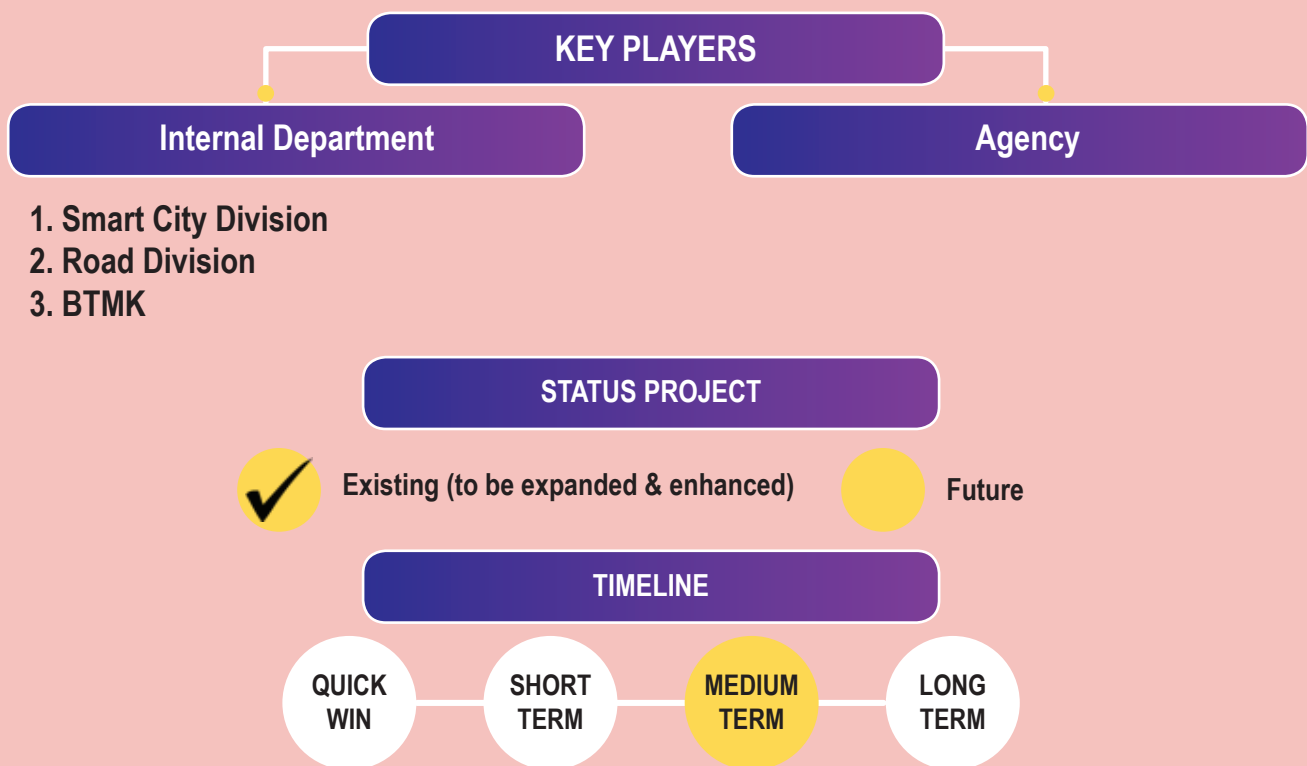 KEY PLAYERS
Internal Department
Agency
1. Smart City Division
2. Road Division
3. BTMK
STATUS PROJECT
Existing (to be expanded & enhanced)
Future
TIMELINE
QUICK
WIN
SHORT
TERM
MEDIUM
TERM
LONG
TERM